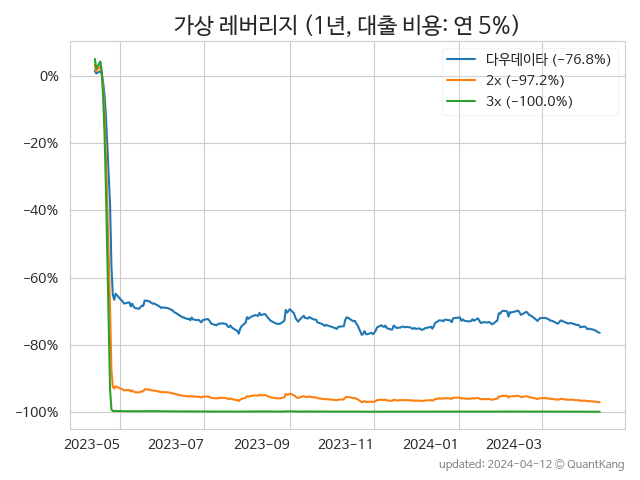 가상 레버리지 (1년, 대출 비용: 연 5%)
다우데이타 (-76.8%)
2x (-97.2%)
3x (-100.0%)
0%
-20%
-40%
-60%
-80%
-100%
2023-05 2023-07 2023-09 2023-11 2024-01 2024-03
updated: 2024-04-12 © QuantKang